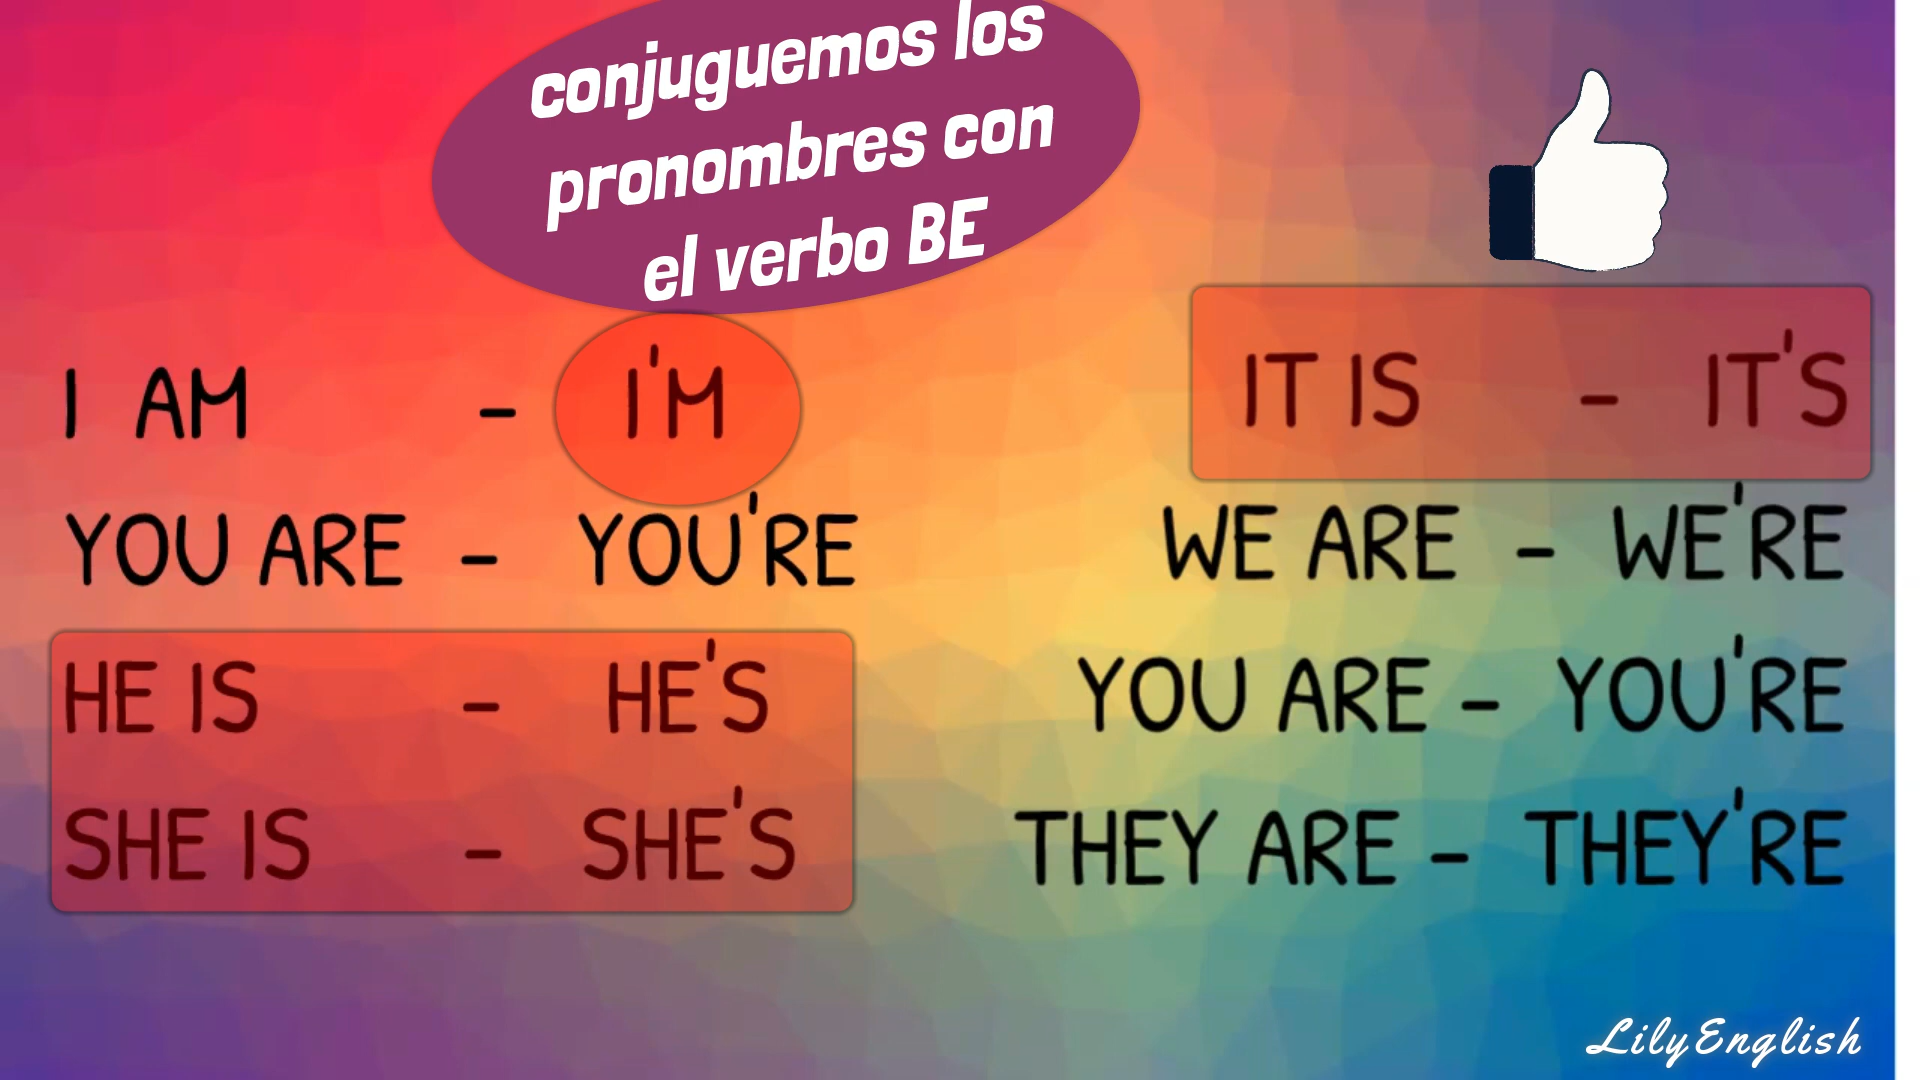 conjuguemos los
pronombres con
el verbo BE
I AM - I'M
YOU ARE - YOU'RE
HE IS - HE'S
SHE IS - SHE'S
IT IS - IT'S
WE ARE - WE'RE
YOU ARE - YOU'RE
THEY ARE - THEY'RE
LilyEnglish